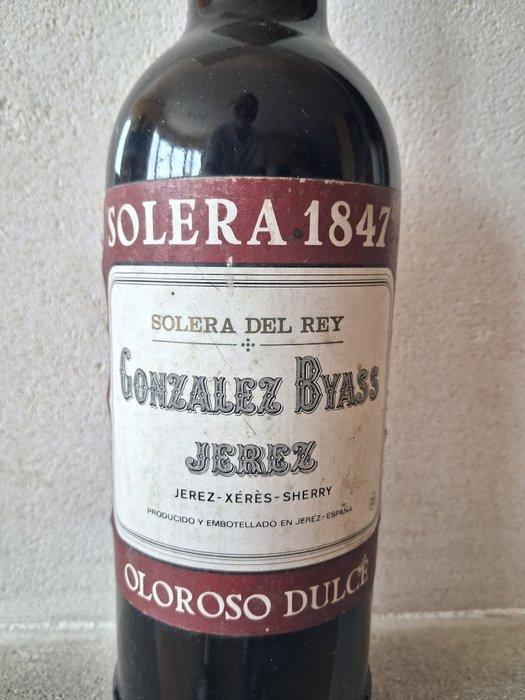 SOLERA 1847
SOLERA DEL REY
GONZALEZ BYASS
JEREZ
JEREZ-XÉRÈS-SHERRY
PRODUCIDO Y EMBOTELLADO EN JEREZ-ESPAÑA
OLOROSO DULCE